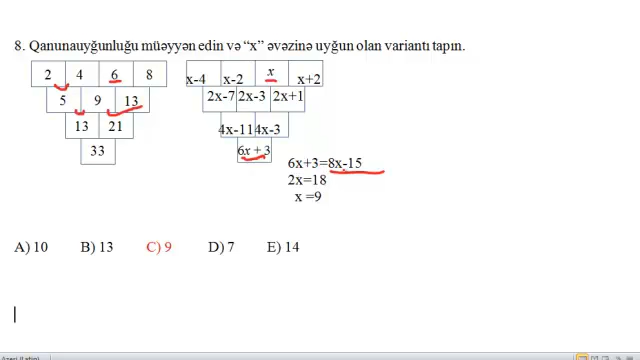 8. Qanunauyğunluğu müəyyən edin və “x” əvəzinə uyğun olan variantı tapın.
2 4 6 8
5 9 13
13 21
33
x-4 x-2 x x+2
2x-7 2x-3 2x+1
4x-11 4x-3
6x + 3
6x+3=8x-15
2x=18
x =9
A) 10 B) 13 C) 9 D) 7 E) 14
Azeri (Latin)